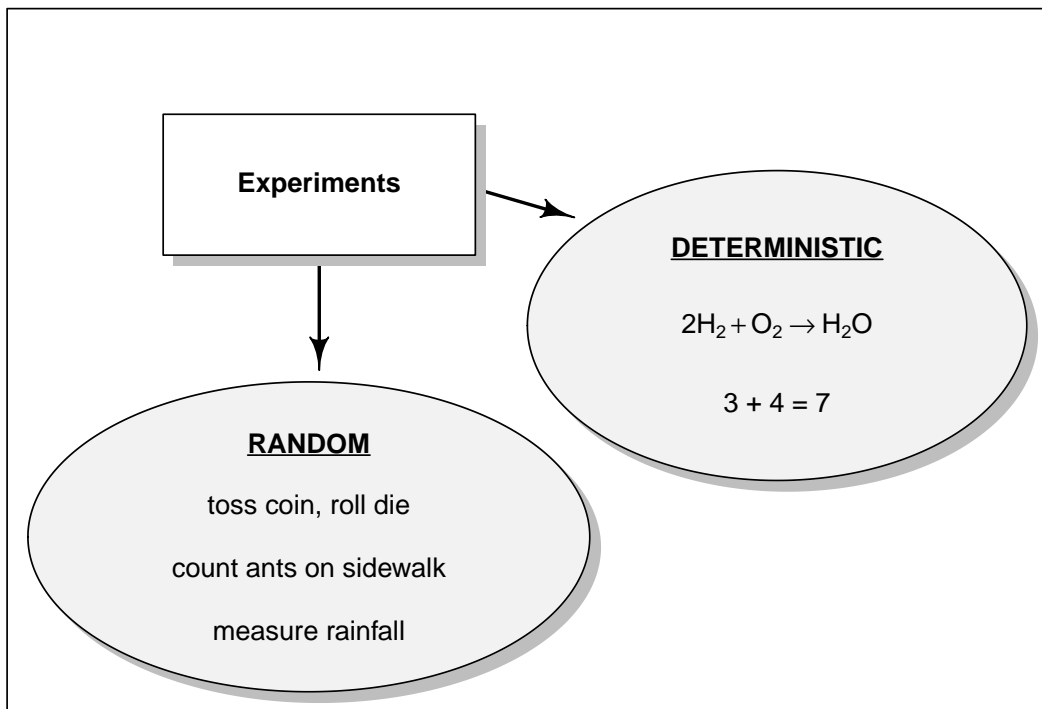 Experiments
DETERMINISTIC
2H₂ + O₂ → H₂O
3 + 4 = 7
RANDOM
toss coin, roll die
count ants on sidewalk
measure rainfall